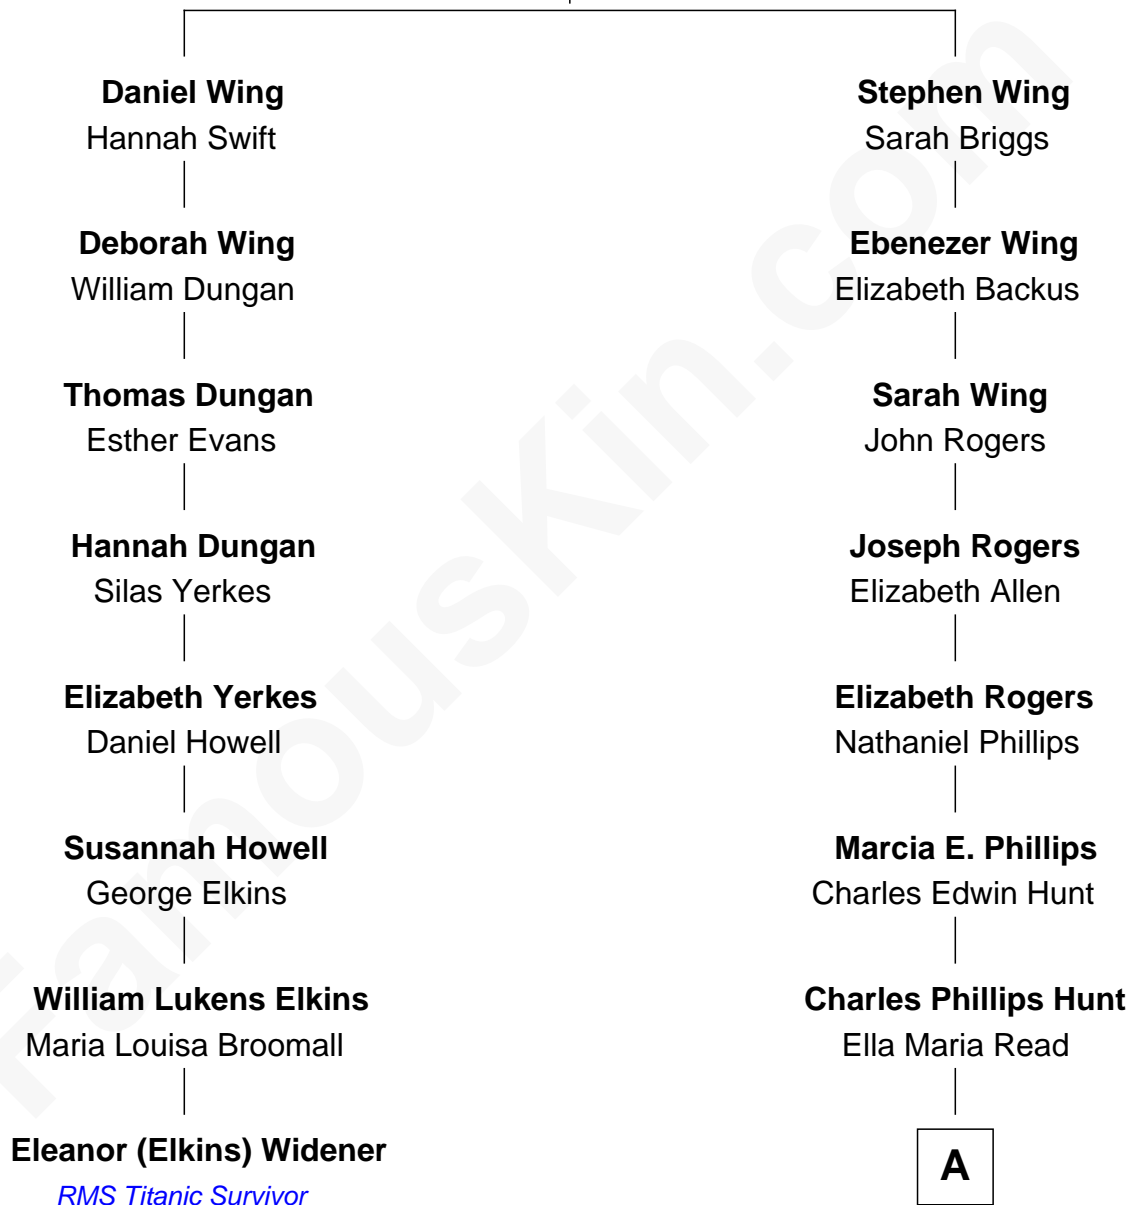 Daniel Wing
Hannah Swift
Deborah Wing
William Dungan
Thomas Dungan
Esther Evans
Hannah Dungan
Silas Yerkes
Elizabeth Yerkes
Daniel Howell
Susannah Howell
George Elkins
William Lukens Elkins
Maria Louisa Broomall
Eleanor (Elkins) Widener
RMS Titanic Survivor
Stephen Wing
Sarah Briggs
Ebenezer Wing
Elizabeth Backus
Sarah Wing
John Rogers
Joseph Rogers
Elizabeth Allen
Elizabeth Rogers
Nathaniel Phillips
Marcia E. Phillips
Charles Edwin Hunt
Charles Phillips Hunt
Ella Maria Read
A
FamousKin.com